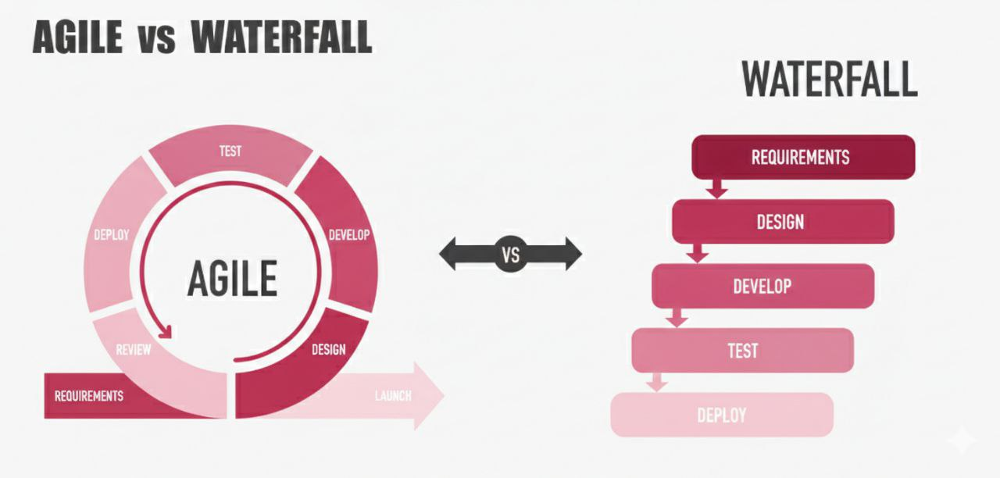 AGILE vs WATERFALL
WATERFALL
TEST
DEPLOY
DEVELOP
AGILE
REVIEW
DESIGN
REQUIREMENTS
LAUNCH
VS
REQUIREMENTS
DESIGN
DEVELOP
TEST
DEPLOY